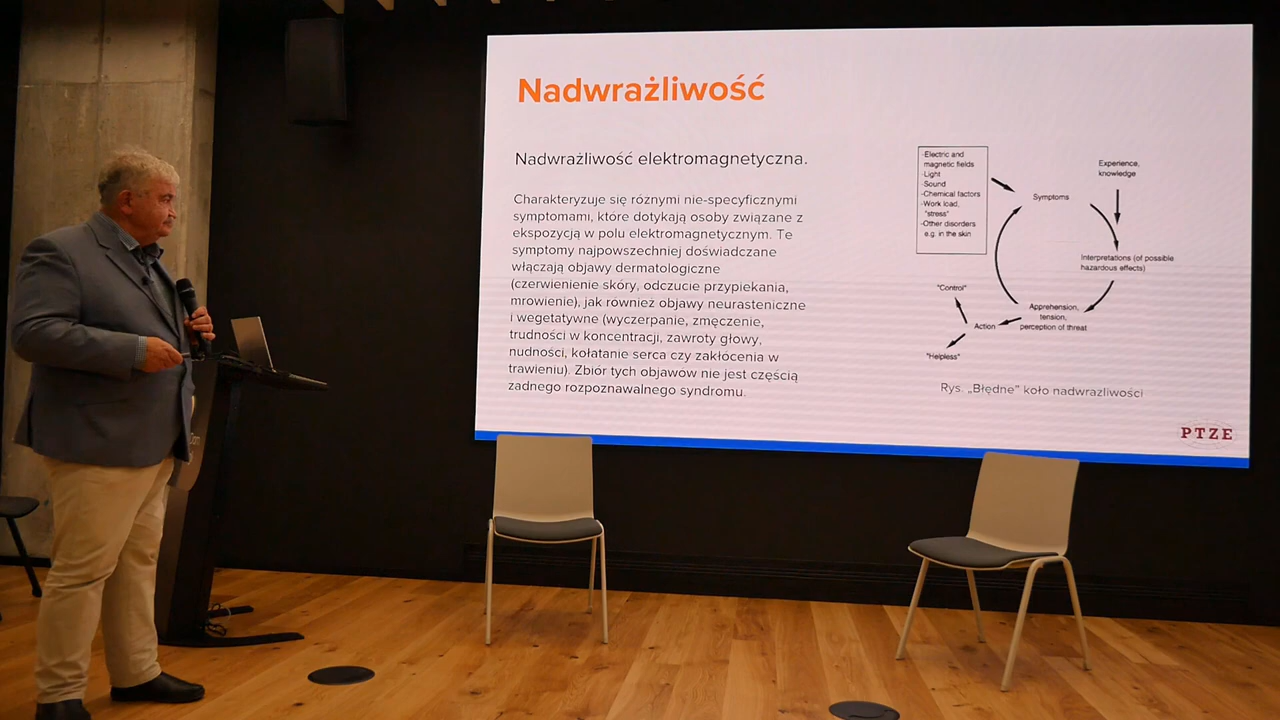 Nadwrażliwość
Nadwrażliwość elektromagnetyczna.
Charakteryzuje się różnymi nie-specyficznymi
symptomami, które dotykają osoby związane z
ekspozycją w polu elektromagnetycznym. Te
symptomy najpowszechniej doświadczane
włączają objawy dermatologiczne
(czerwienienie skóry, odczucie przypiekania,
mrowienie), jak również objawy neurasteniczne
i wegetatywne (wyczerpanie, zmęczenie,
trudności w koncentracji, zawroty głowy,
nudności, kołatanie serca czy zakłócenia w
trawieniu). Zbiór tych objawów nie jest częścią
żadnego rozpoznawalnego syndromu.
-Electric and
magnetic fields
-Light
-Sound
-Chemical factors
-Work load,
"stress"
-Other disorders
e.g. in the skin
Experience,
knowledge
Symptoms
Interpretations (of possible
hazardous effects)
Apprehension,
tension,
perception of threat
Action
"Control"
"Helpless"
Rys. „Błędne” koło nadwrazliwości
PTZE